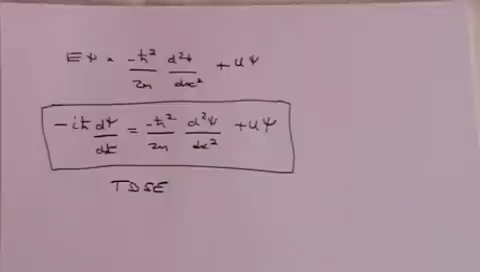 EΨ = -ħ²/2m d²Ψ/dx² + UΨ
-iħ dΨ/dt = -ħ²/2m d²Ψ/dx² + UΨ
TDSE